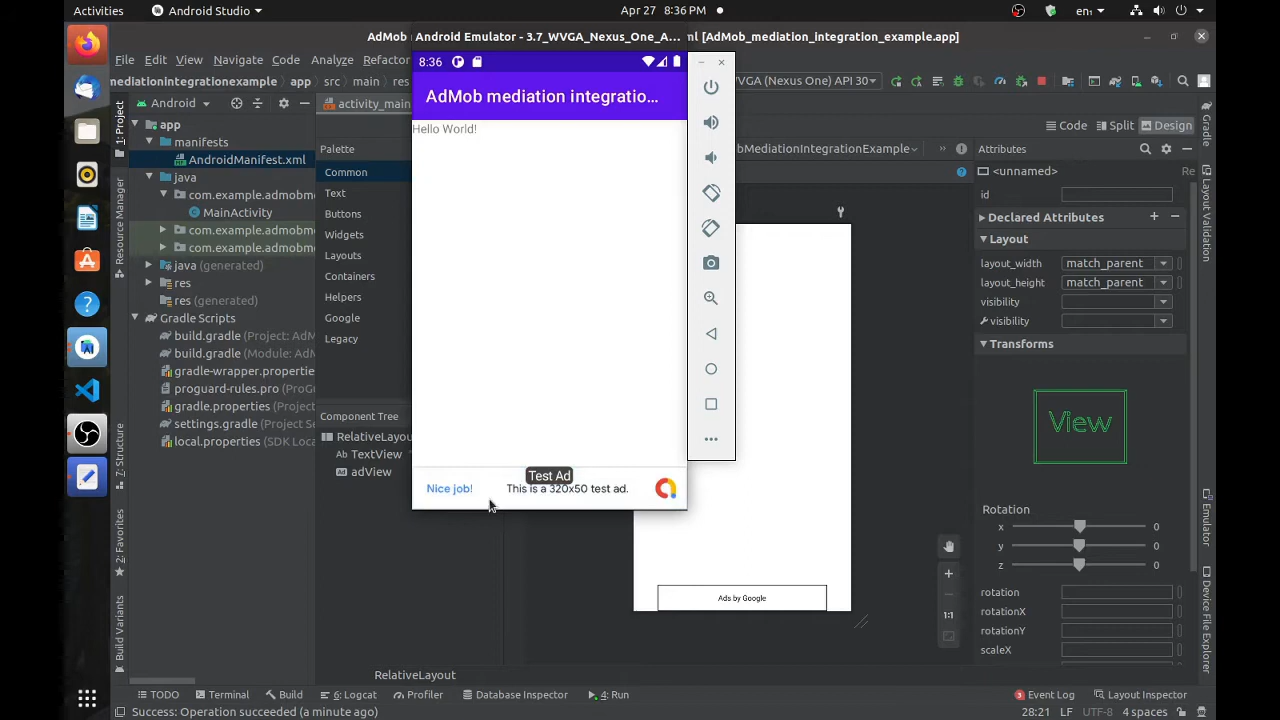 Activities
Android Studio
Apr 27 8:36 PM
en₁
AdMob
Android Emulator - 3.7_WVGA_Nexus_One_A...
ml [AdMob_mediation_integration_example.app]
File Edit View Navigate Code Analyze Refactor
mediationintegrationexample app src main res
WVGA (Nexus One) API 30
Android
activity_main
Code Split Design
app
manifests
AndroidManifest.xml
java
com.example.admobm
MainActivity
com.example.admobm
com.example.admobm
java (generated)
res
res (generated)
Gradle Scripts
build.gradle (Project: AdM
build.gradle (Module: AdM
gradle-wrapper.propertie
proguard-rules.pro (ProG
gradle.properties (Project
settings.gradle (Project Se
local.properties (SDK Loca
1: Project
Resource Manager
7: Structure
2: Favorites
Build Variants
Palette
Common
Text
Buttons
Widgets
Layouts
Containers
Helpers
Google
Legacy
Component Tree
RelativeLayou
Ab TextView
adView
8:36
AdMob mediation integratio...
Hello World!
Test Ad
Nice job!
This is a 320x50 test ad.
bMediationIntegrationExample
Ads by Google
1:1
Attributes
<unnamed>
Re
id
Declared Attributes
Layout
layout_width match_parent
layout_height match_parent
visibility
visibility
Transforms
View
Rotation
x 0
y 0
z 0
rotation
rotationX
rotationY
scaleX
Gradle
Layout Validation
Emulator
Device File Explorer
RelativeLayout
TODO Terminal Build 6: Logcat Profiler Database Inspector 4: Run
3 Event Log Layout Inspector
Success: Operation succeeded (a minute ago)
28:21 LF UTF-8 4 spaces